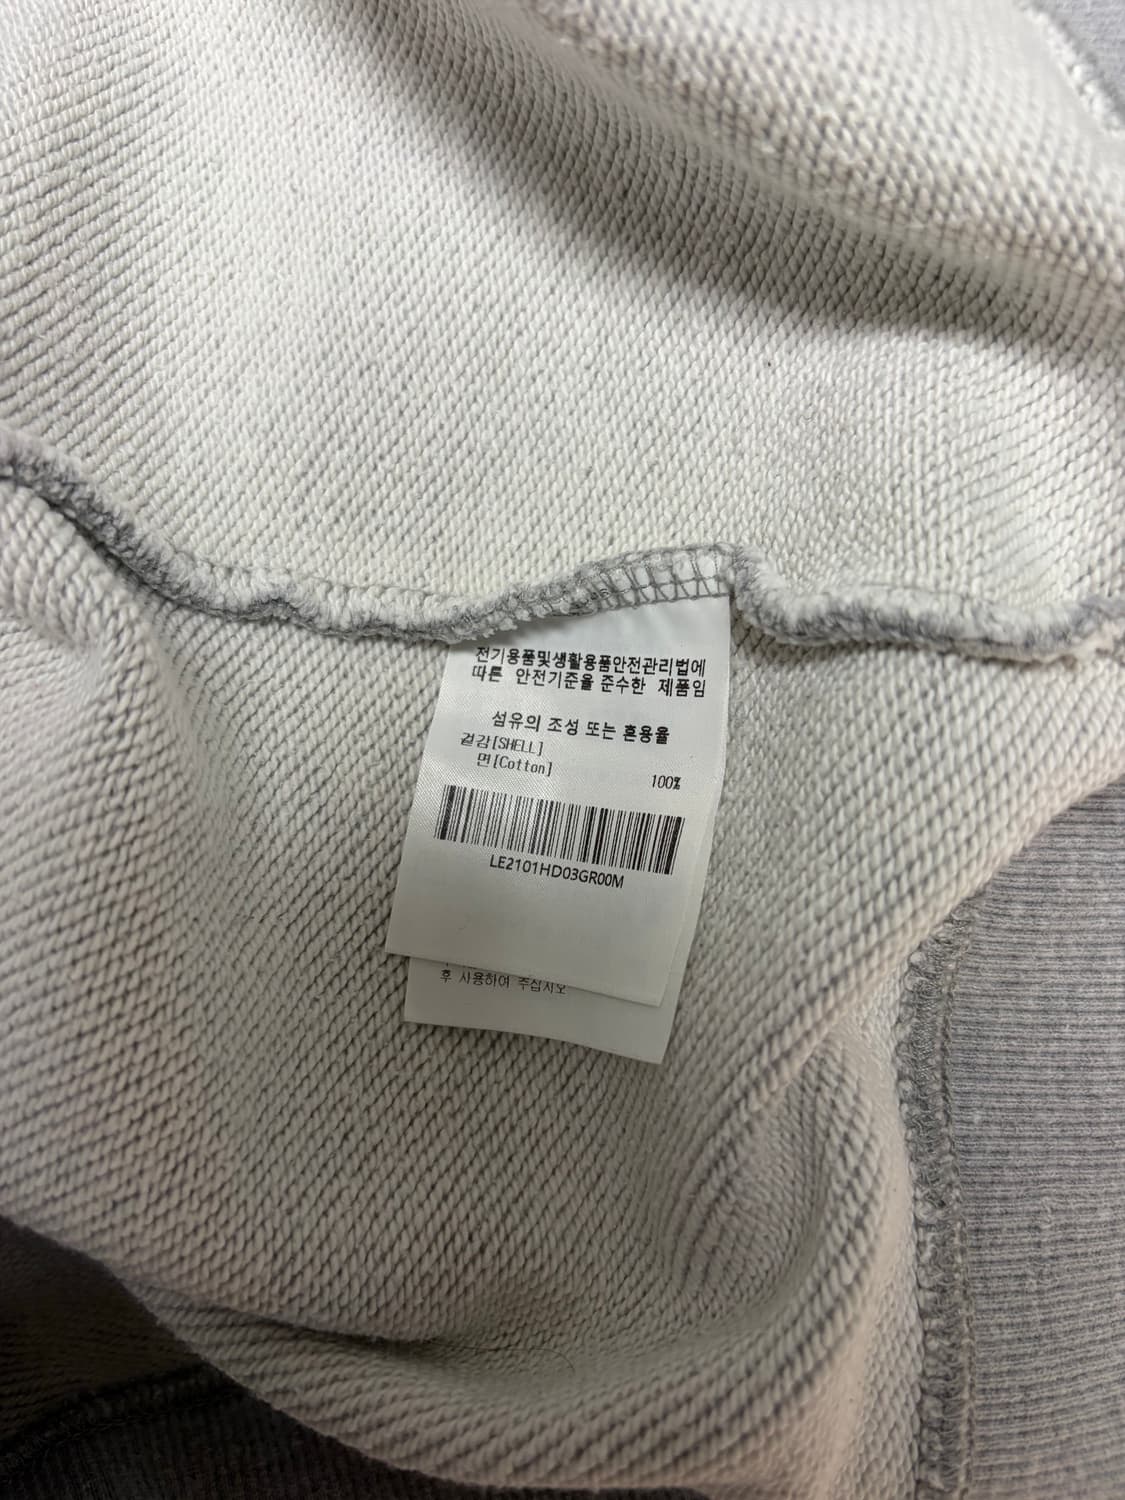 전기용품및생활용품안전관리법에
따른 안전기준을 준수한 제품임
섬유의 조성 또는 혼용율
겉감[SHELL]
면[Cotton] 100%
LE2101HD03GR00M
후 사용하여 주십시오